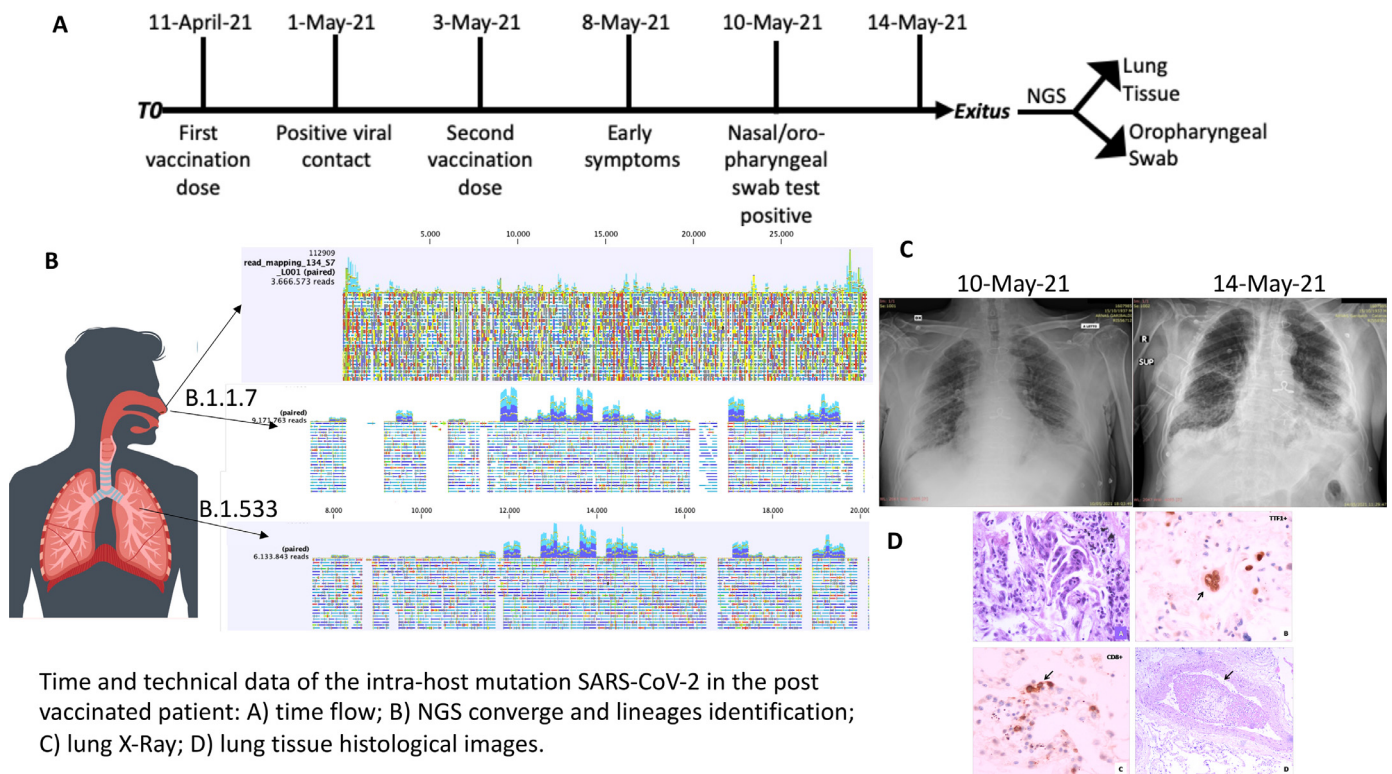 A
11-April-21
1-May-21
3-May-21
8-May-21
10-May-21
14-May-21
T0
Exitus
NGS
Lung
Tissue
Oropharyngeal
Swab
First
vaccination
dose
Positive viral
contact
Second
vaccination
dose
Early
symptoms
Nasal/oro-
pharyngeal
swab test
positive
B
5,000
10,000
15,000
20,000
25,000
112909
read_mapping_134_S7
_L001 (paired)
3.666.573 reads
B.1.1.7
(paired)
9.171.763 reads
B.1.533
8,000
10,000
12,000
14,000
16,000
18,000
(paired)
6.133.843 reads
C
10-May-21
14-May-21
R
SUP
D
A
TTF1+
B
CD8+
C
D
Time and technical data of the intra-host mutation SARS-CoV-2 in the post
vaccinated patient: A) time flow; B) NGS converge and lineages identification;
C) lung X-Ray; D) lung tissue histological images.